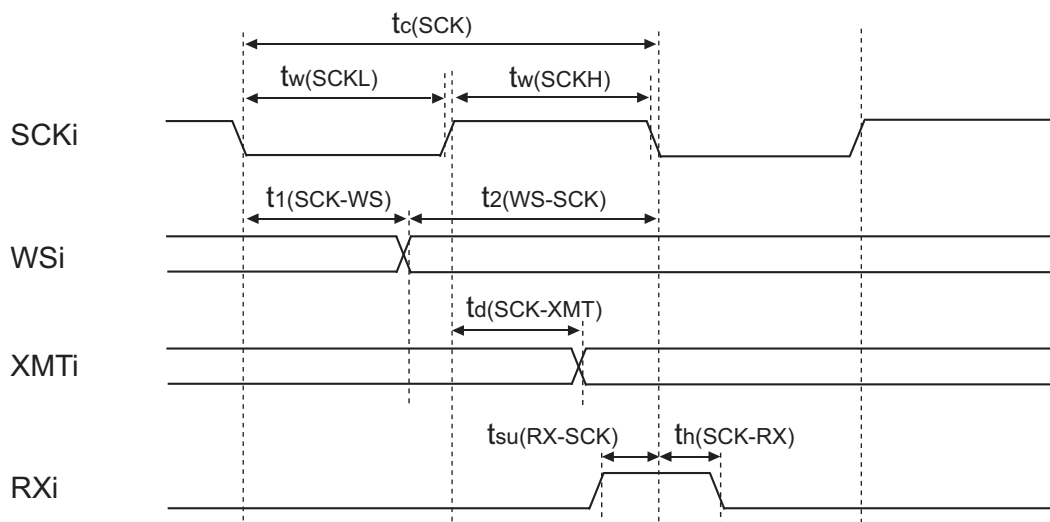 tc(SCK)
tw(SCKL) tw(SCKH)
SCKi
t1(SCK-WS) t2(WS-SCK)
WSi
td(SCK-XMT)
XMTi
tsu(RX-SCK) th(SCK-RX)
RXi